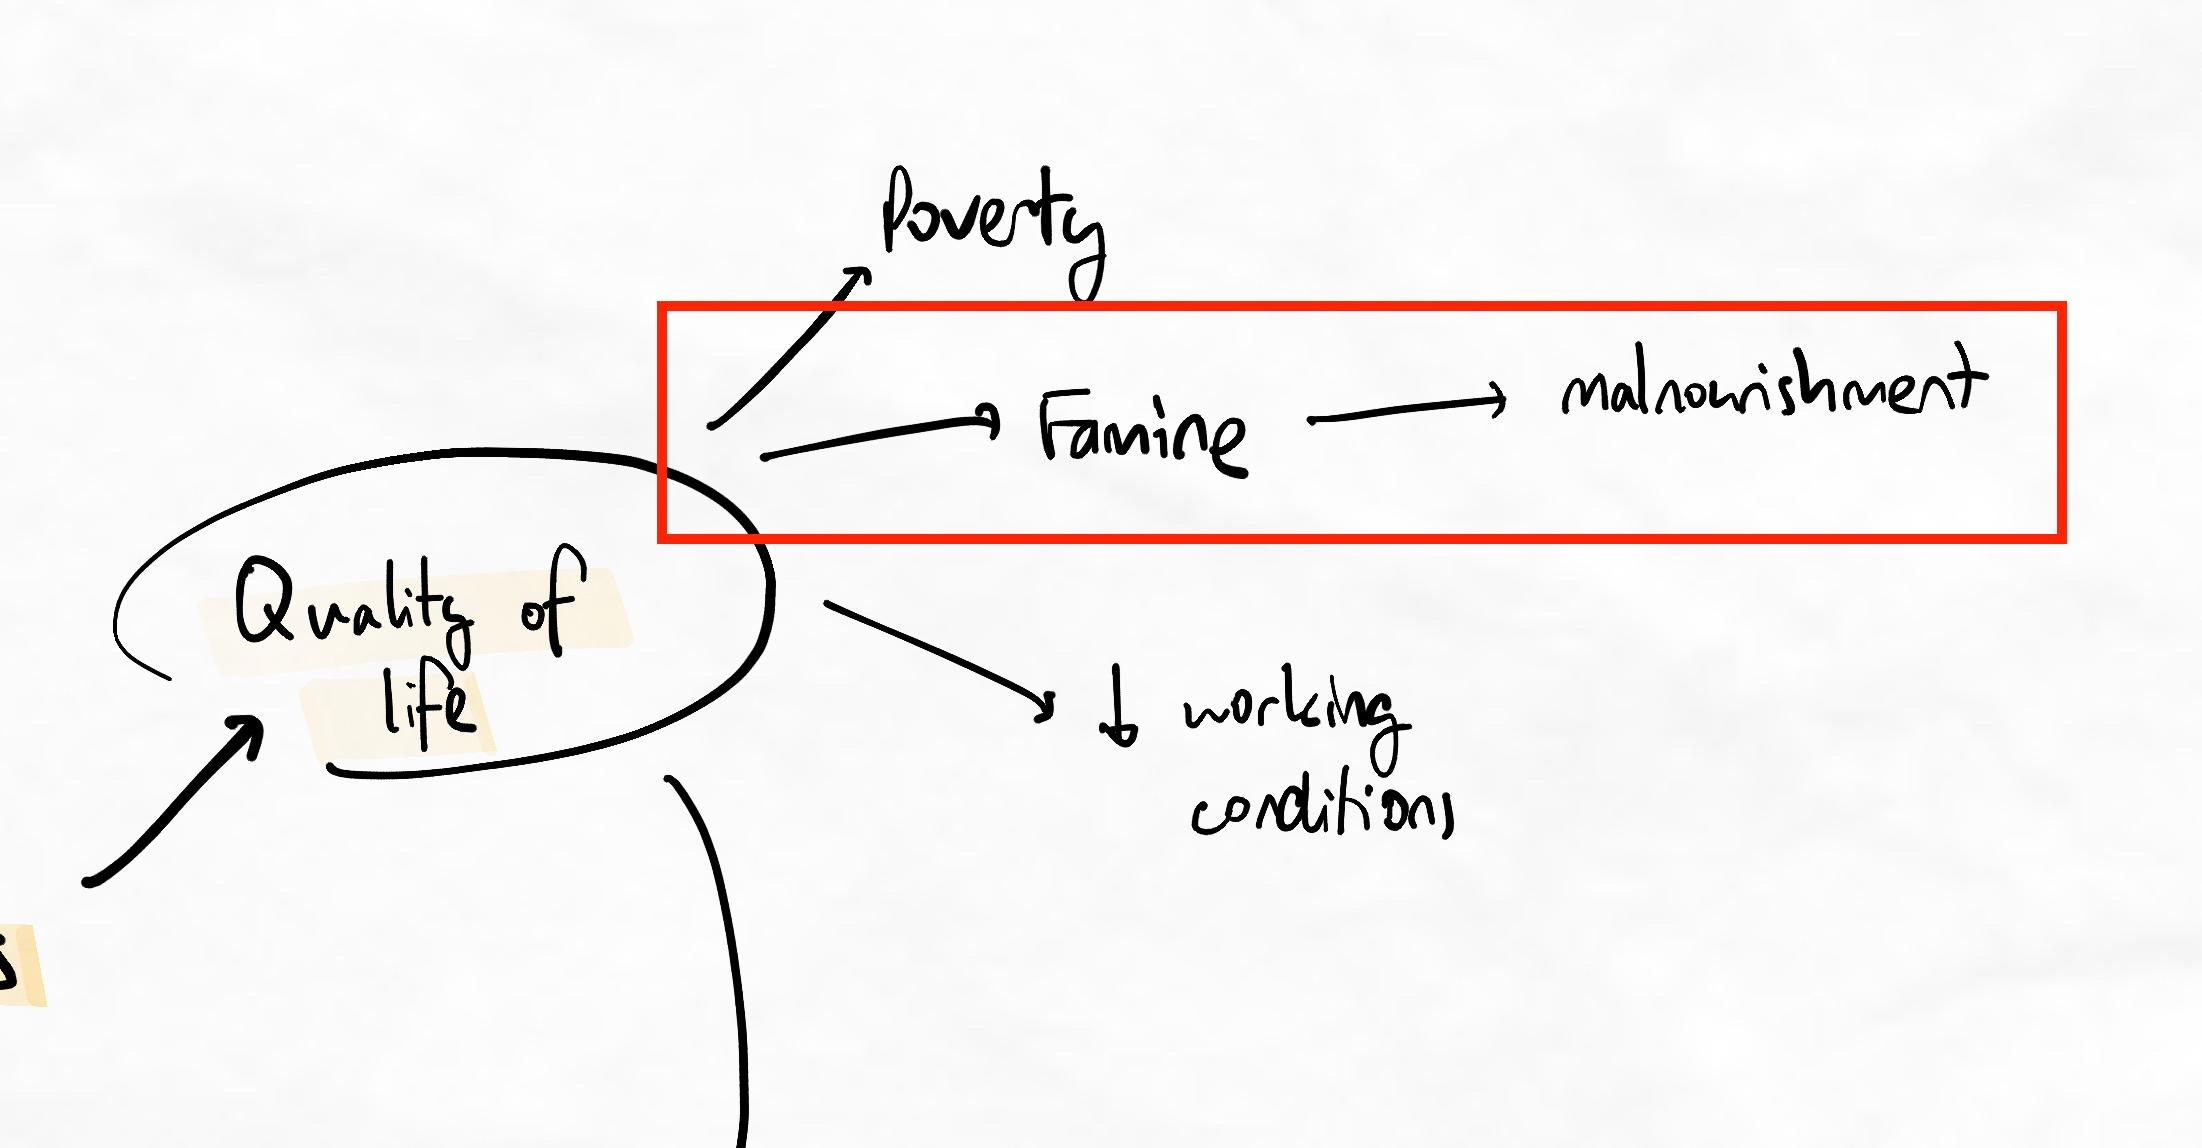 Poverty
Famine → malnourishment
Quality of
life
↓ working
conditions